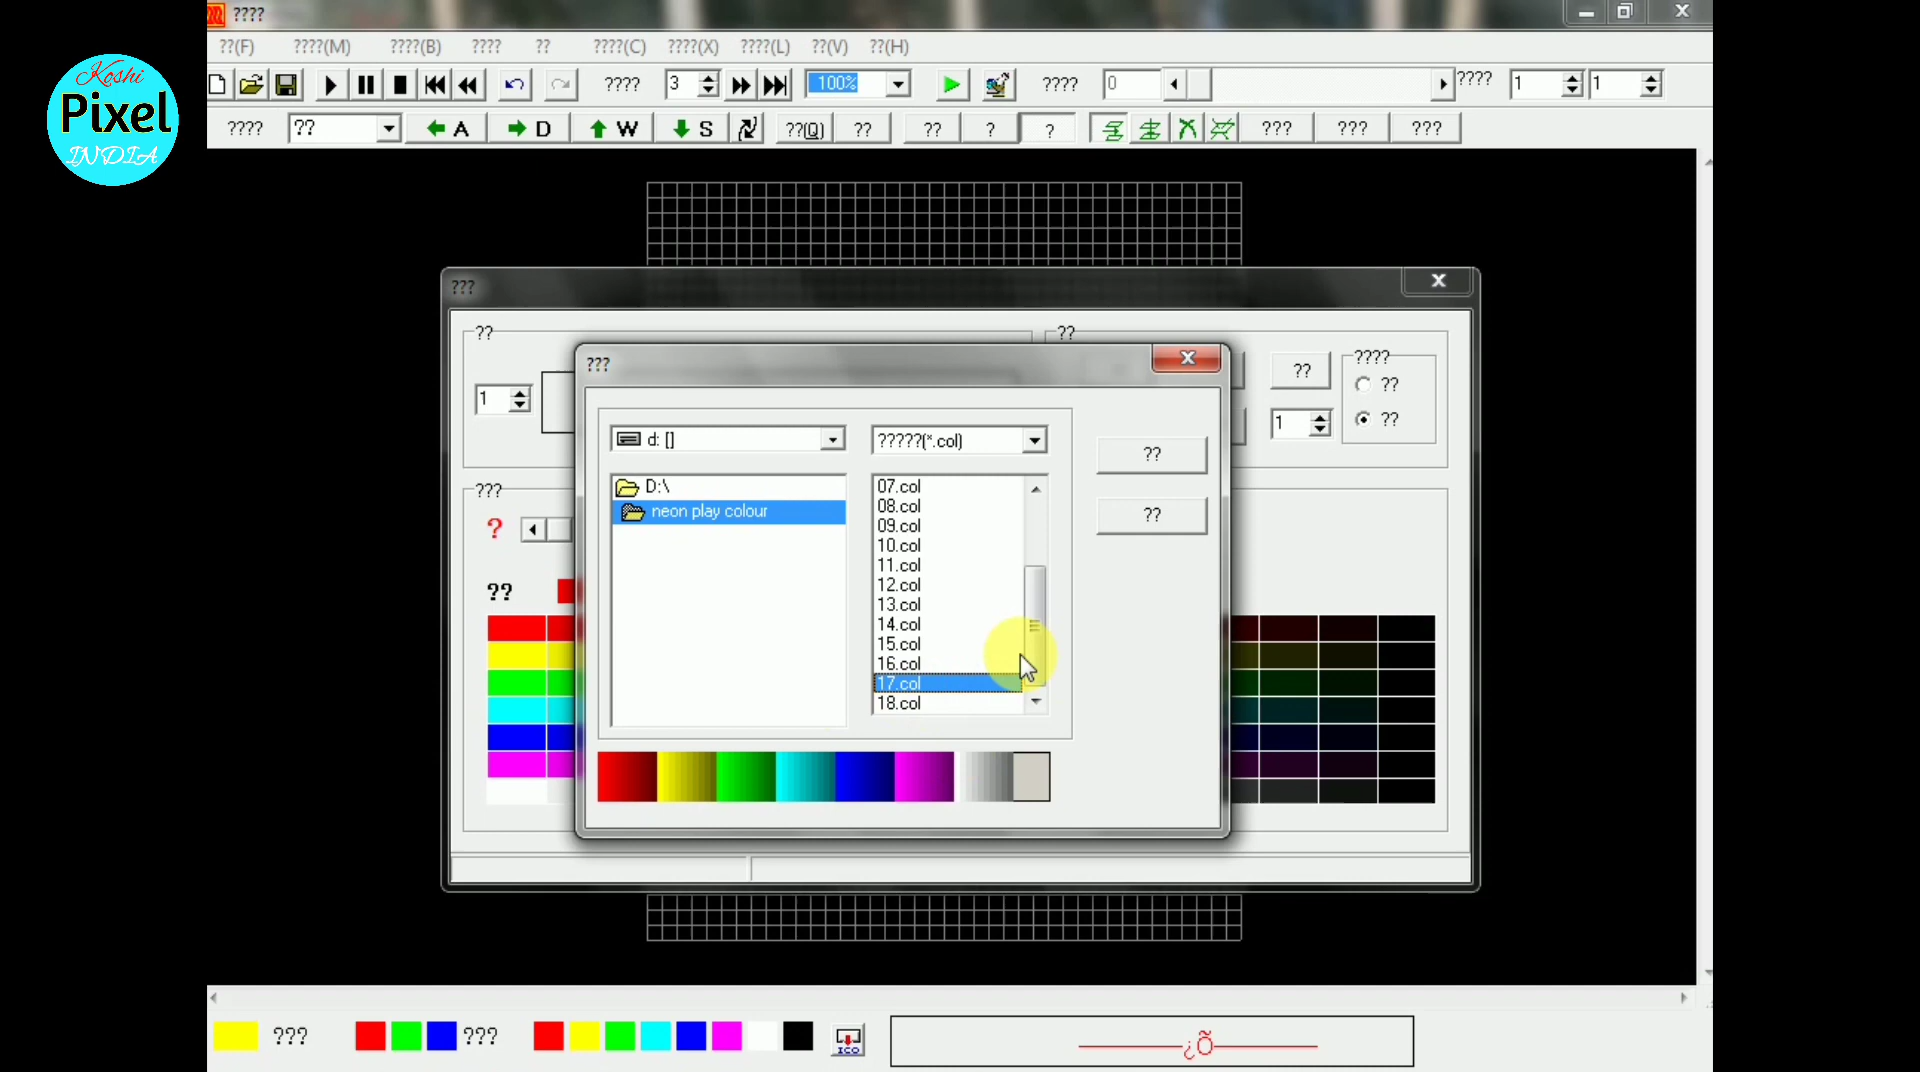 ????
Koshi
Pixel
INDIA
??(F) ????(M) ????(B) ???? ?? ????(C) ????(X) ????(L) ??(V) ??(H)
???? 3 100% ???? 0 ???? 1 1
???? ?? A D W S ??(Q) ?? ?? ? ? ??? ??? ???
???
?? ??
???
?? ????
??
1 1 ??
d: [] ?????(*.col) ??
D:\ 07.col
neon play colour 08.col ??
09.col
10.col
11.col
12.col
13.col
14.col
15.col
16.col
17.col
18.col
???
?
??
??? ??? ICO ¿Õ